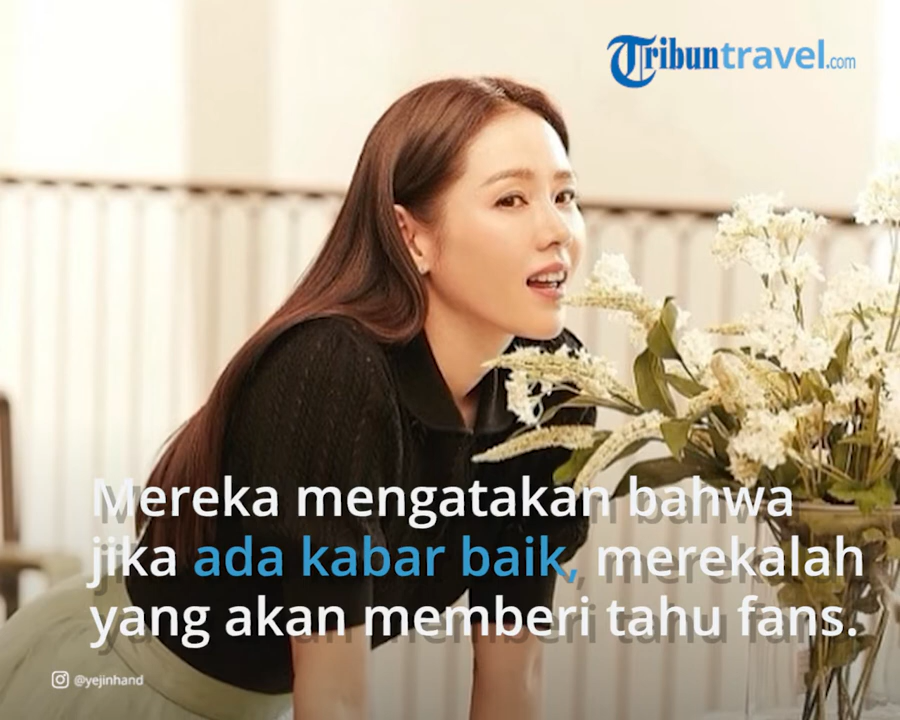 Tribuntravel.com
Mereka mengatakan bahwa
jika ada kabar baik, merekalah
yang akan memberi tahu fans.
@yejinhand